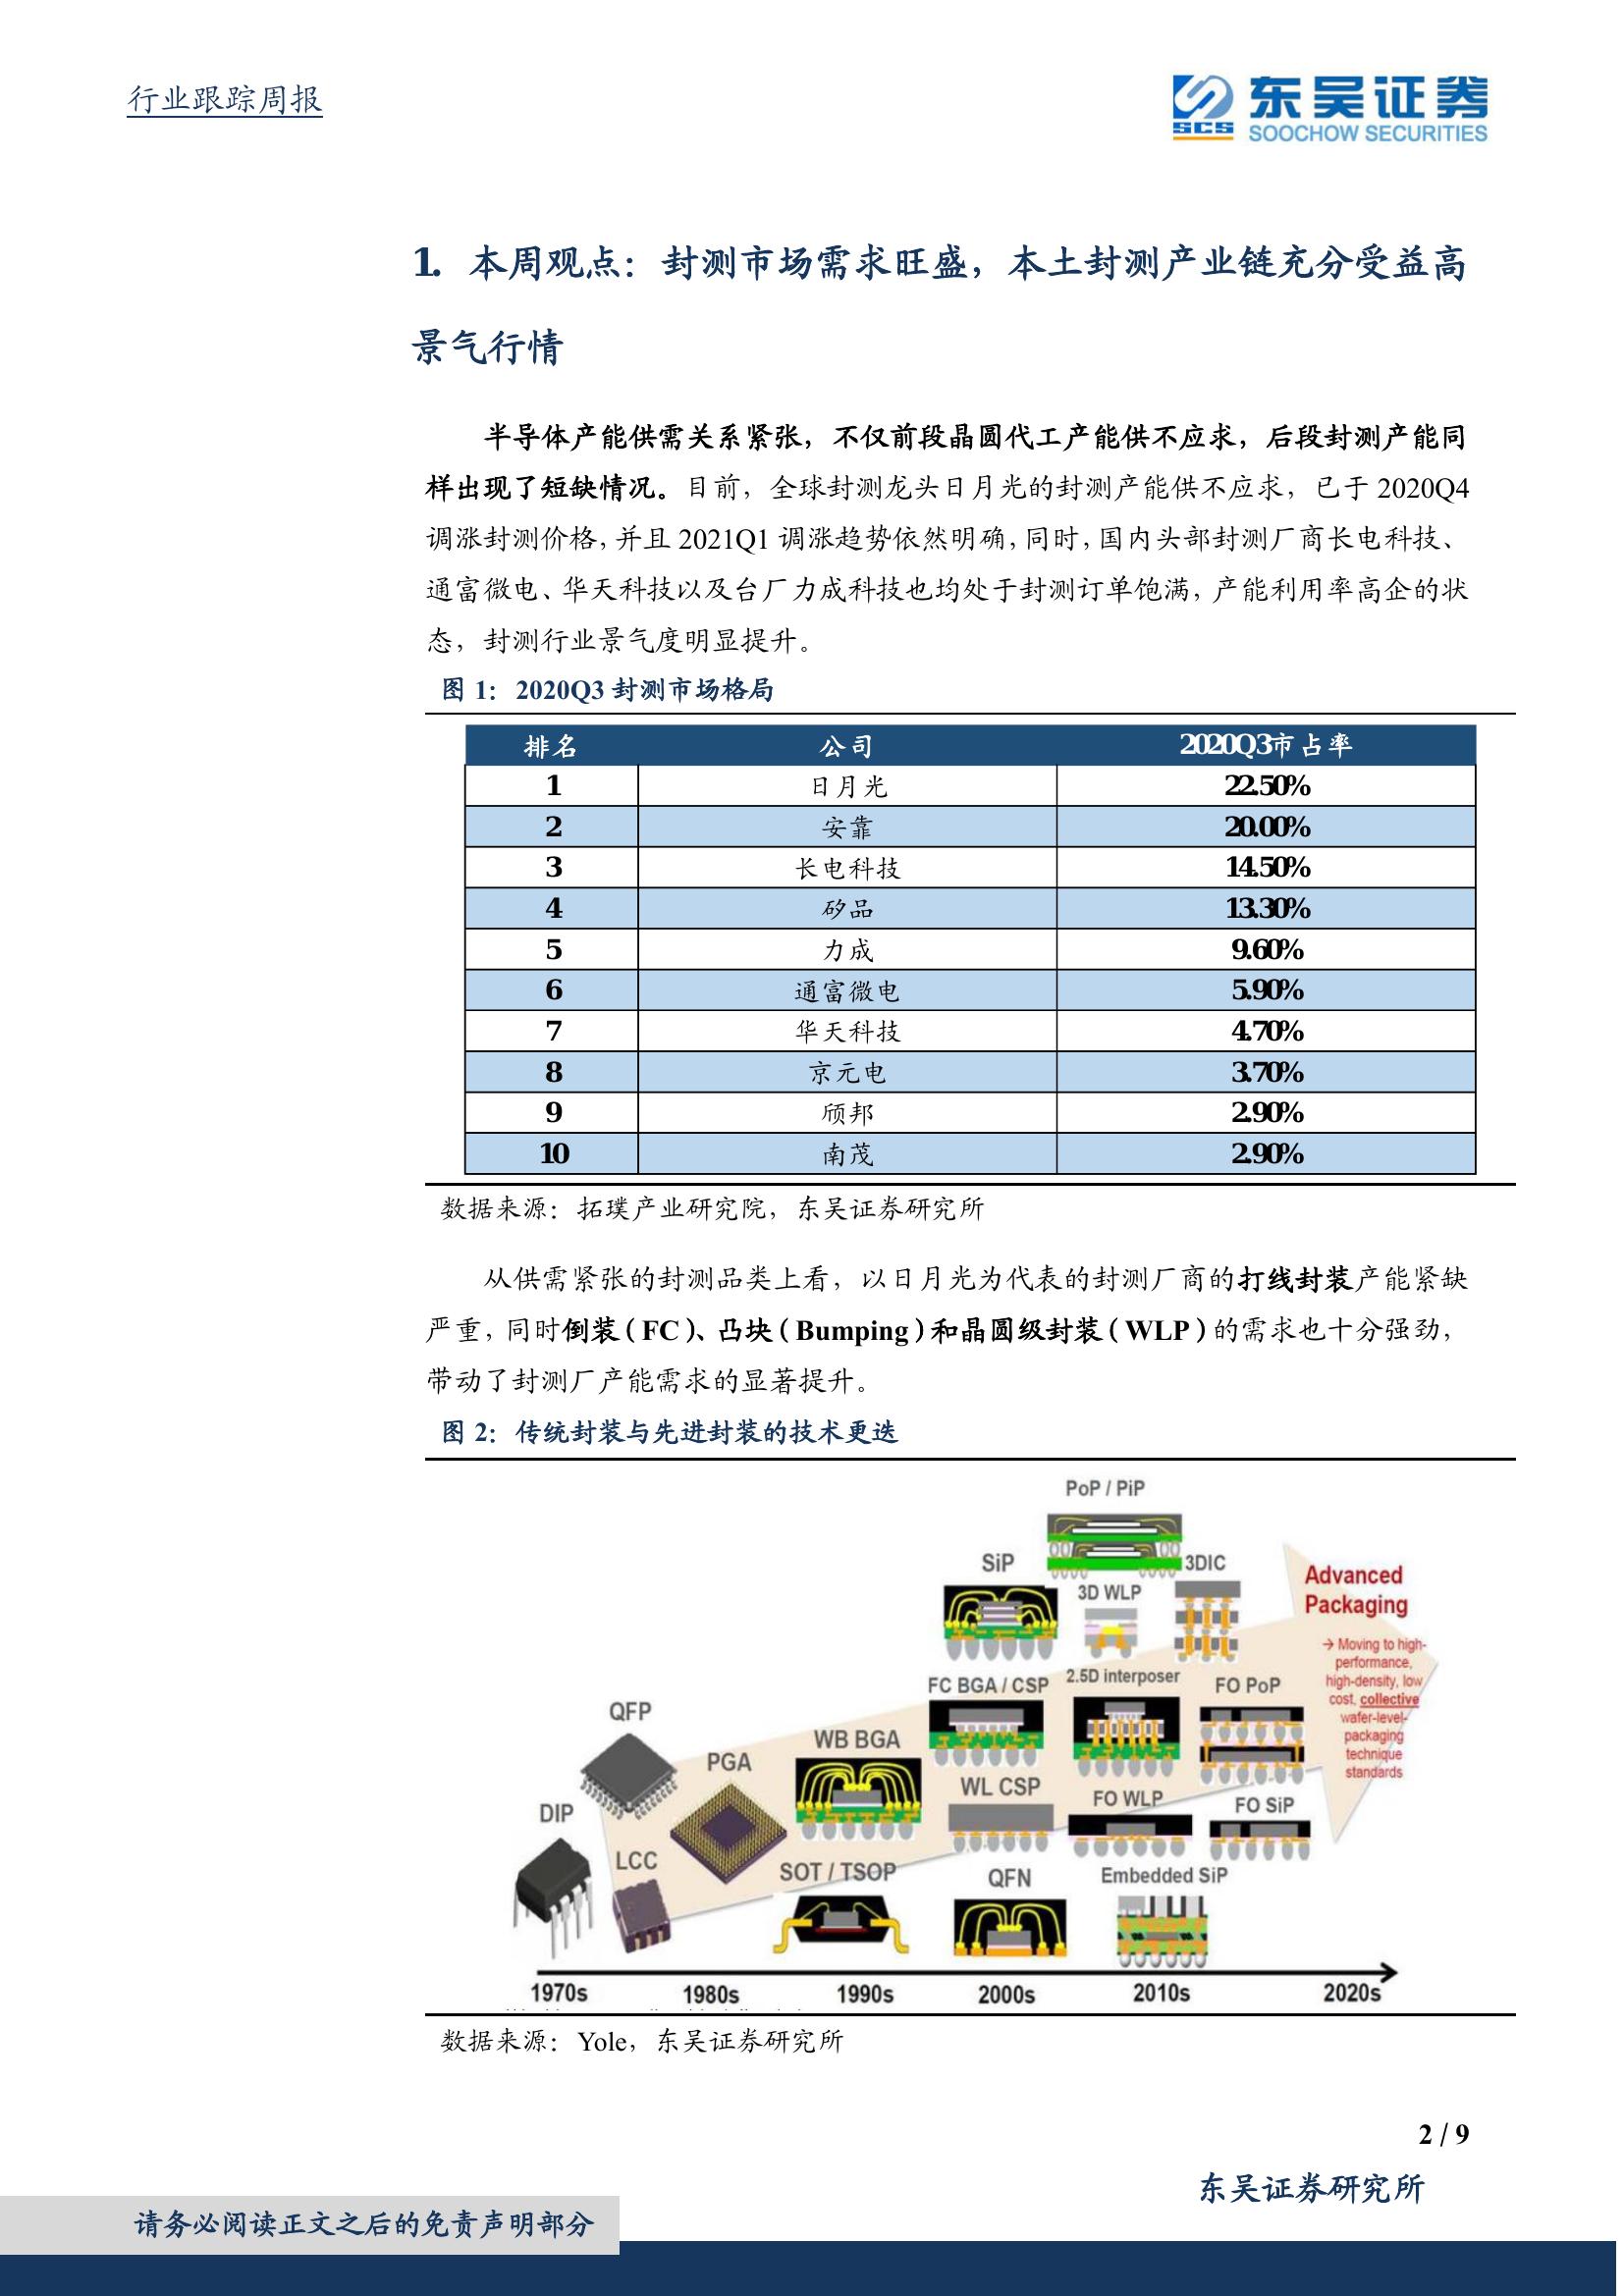 行业跟踪周报
东吴证券
SCS
SOOCHOW SECURITIES
1. 本周观点：封测市场需求旺盛，本土封测产业链充分受益高
景气行情
半导体产能供需关系紧张，不仅前段晶圆代工产能供不应求，后段封测产能同
样出现了短缺情况。目前，全球封测龙头日月光的封测产能供不应求，已于 2020Q4
调涨封测价格，并且 2021Q1 调涨趋势依然明确，同时，国内头部封测厂商长电科技、
通富微电、华天科技以及台厂力成科技也均处于封测订单饱满，产能利用率高企的状
态，封测行业景气度明显提升。
图 1：2020Q3 封测市场格局
排名 公司 2020Q3市占率
1 日月光 22.50%
2 安靠 20.00%
3 长电科技 14.50%
4 矽品 13.30%
5 力成 9.60%
6 通富微电 5.90%
7 华天科技 4.70%
8 京元电 3.70%
9 颀邦 2.90%
10 南茂 2.90%
数据来源：拓璞产业研究院，东吴证券研究所
从供需紧张的封测品类上看，以日月光为代表的封测厂商的打线封装产能紧缺
严重，同时倒装（FC）、凸块（Bumping）和晶圆级封装（WLP）的需求也十分强劲，
带动了封测厂产能需求的显著提升。
图 2：传统封装与先进封装的技术更迭
PoP / PiP
SiP
3DIC
3D WLP
Advanced
Packaging
→ Moving to high-
performance,
high-density, low
cost, collective
wafer-level-
packaging
technique
standards
FC BGA / CSP
2.5D interposer
FO PoP
QFP
WB BGA
PGA
WL CSP
FO WLP
FO SiP
DIP
LCC
SOT / TSOP
QFN
Embedded SiP
1970s 1980s 1990s 2000s 2010s 2020s
数据来源：Yole，东吴证券研究所
2 / 9
东吴证券研究所
请务必阅读正文之后的免责声明部分